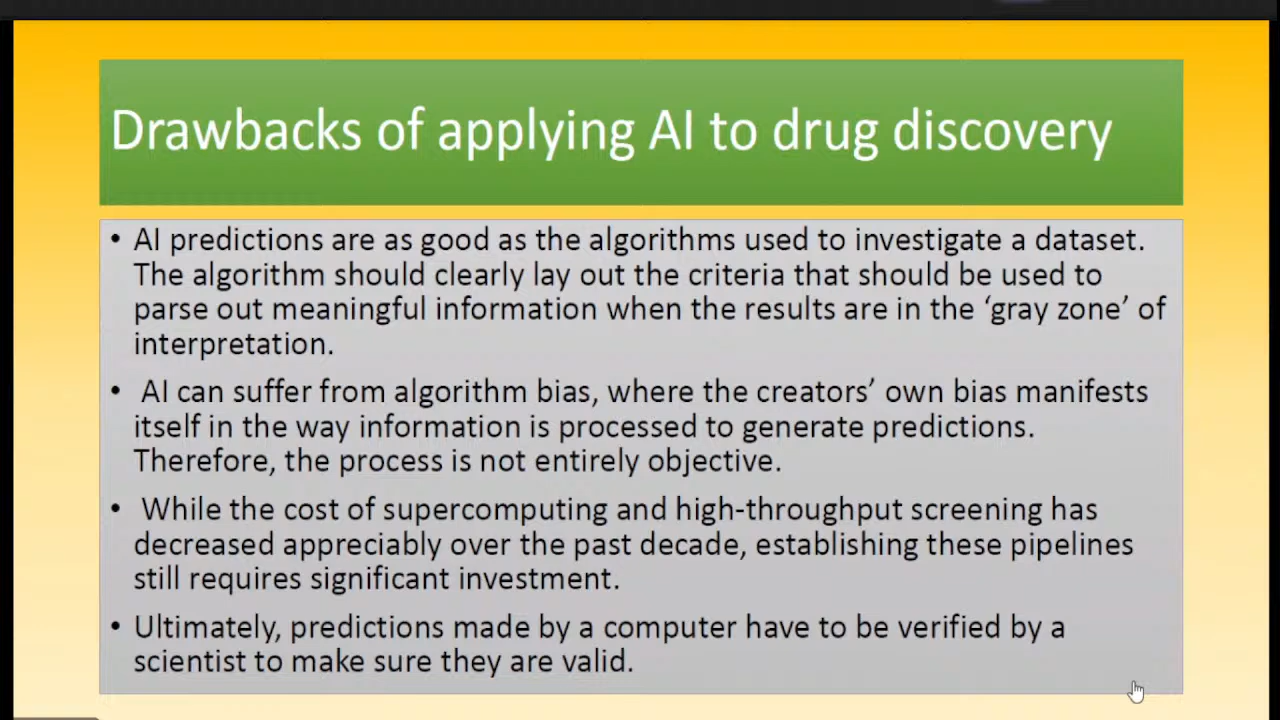 Drawbacks of applying AI to drug discovery
• AI predictions are as good as the algorithms used to investigate a dataset.
The algorithm should clearly lay out the criteria that should be used to
parse out meaningful information when the results are in the ‘gray zone’ of
interpretation.
• AI can suffer from algorithm bias, where the creators’ own bias manifests
itself in the way information is processed to generate predictions.
Therefore, the process is not entirely objective.
• While the cost of supercomputing and high-throughput screening has
decreased appreciably over the past decade, establishing these pipelines
still requires significant investment.
• Ultimately, predictions made by a computer have to be verified by a
scientist to make sure they are valid.